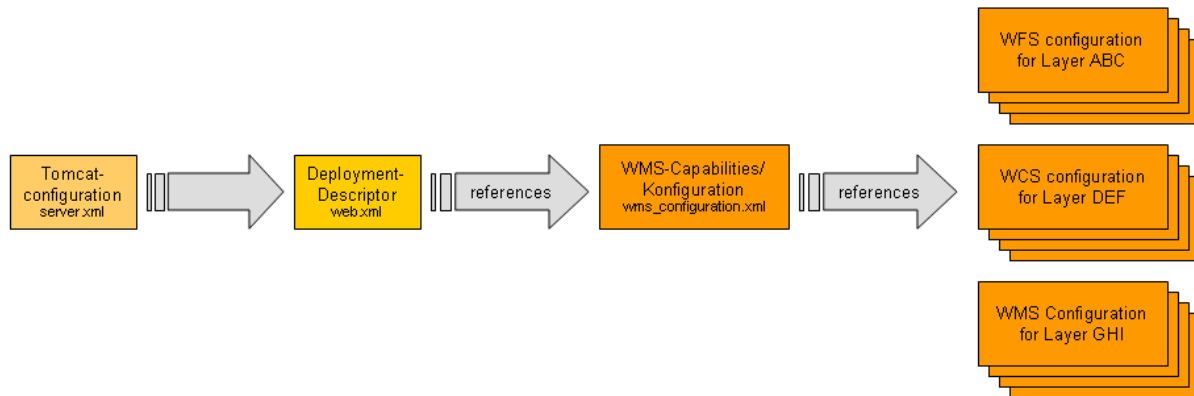 Tomcat-
configuration
server.xml
Deployment-
Descriptor
web.xml
references
WMS-Capabilities/
Konfiguration
wms_configuration.xml
references
WFS configuration
for Layer ABC
WCS configuration
for Layer DEF
WMS Configuration
for Layer GHI